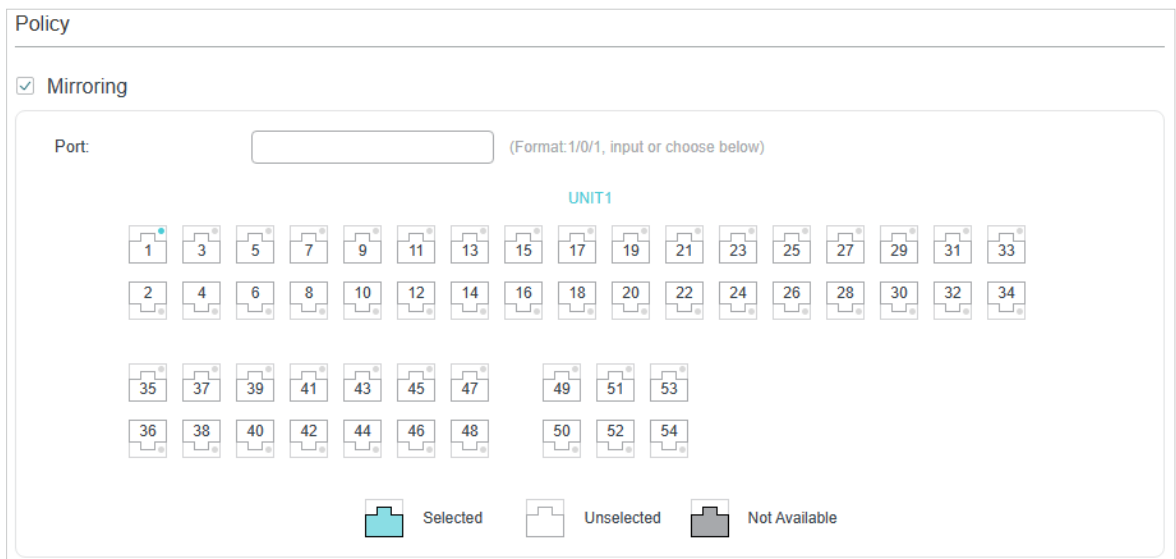 Policy
Mirroring
Port: (Format:1/0/1, input or choose below)
UNIT1
1 3 5 7 9 11 13 15 17 19 21 23 25 27 29 31 33
2 4 6 8 10 12 14 16 18 20 22 24 26 28 30 32 34
35 37 39 41 43 45 47 49 51 53
36 38 40 42 44 46 48 50 52 54
Selected Unselected Not Available